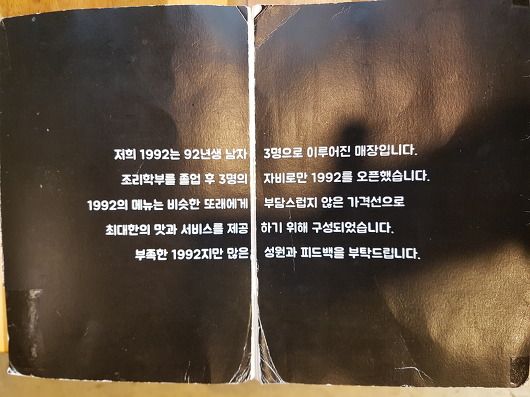 저희 1992는 92년생 남자 3명으로 이루어진 매장입니다.
조리학부를 졸업 후 3명의 자비로만 1992를 오픈했습니다.
1992의 메뉴는 비슷한 또래에게 부담스럽지 않은 가격선으로
최대한의 맛과 서비스를 제공하기 위해 구성되었습니다.
부족한 1992지만 많은 성원과 피드백을 부탁드립니다.